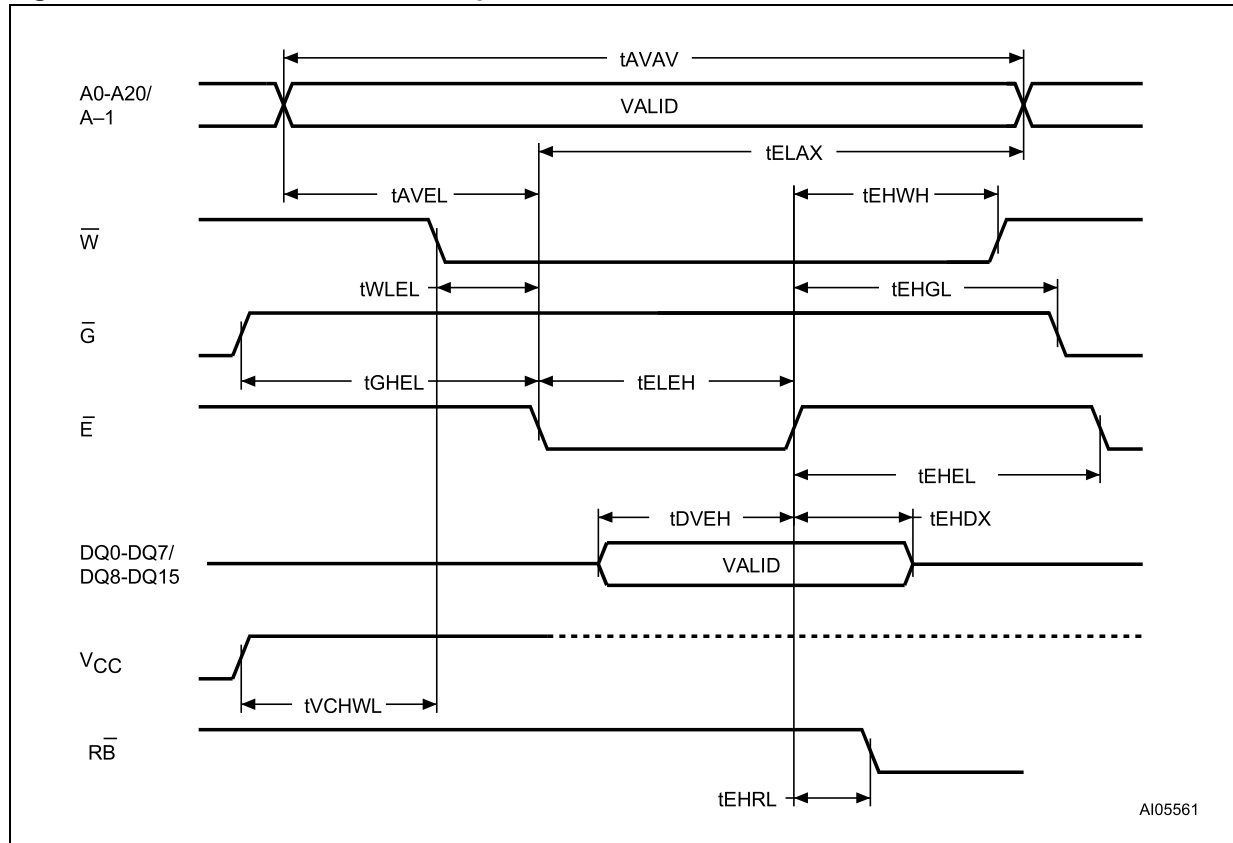 tAVAV
A0-A20/
A–1
VALID
tELAX
tAVEL
tEHWH
W̅
tWLEL
tEHGL
G̅
tGHEL
tELEH
E̅
tEHEL
tDVEH
tEHDX
DQ0-DQ7/
DQ8-DQ15
VALID
VCC
tVCHWL
RB̅
tEHRL
AI05561